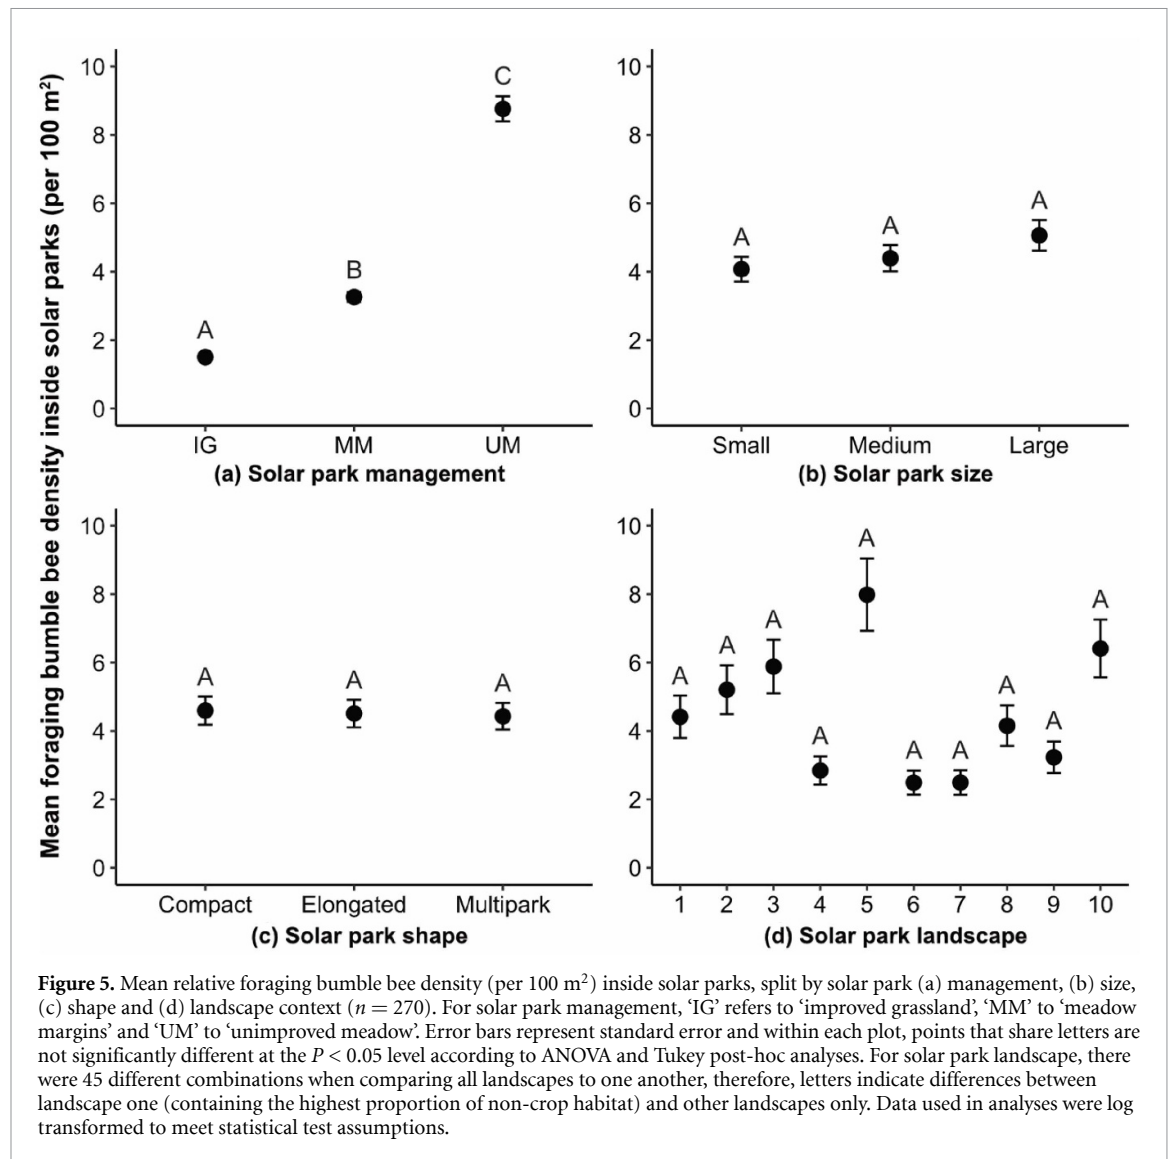 Mean foraging bumble bee density inside solar parks (per 100 m²)
10
8
6
4
2
0
A
B
C
IG
MM
UM
(a) Solar park management
10
8
6
4
2
0
A
A
A
Small
Medium
Large
(b) Solar park size
10
8
6
4
2
0
A
A
A
Compact
Elongated
Multipark
(c) Solar park shape
10
8
6
4
2
0
A
A
A
A
A
A
A
A
A
A
1
2
3
4
5
6
7
8
9
10
(d) Solar park landscape
Figure 5. Mean relative foraging bumble bee density (per 100 m²) inside solar parks, split by solar park (a) management, (b) size,
(c) shape and (d) landscape context (n = 270). For solar park management, ‘IG’ refers to ‘improved grassland’, ‘MM’ to ‘meadow
margins’ and ‘UM’ to ‘unimproved meadow’. Error bars represent standard error and within each plot, points that share letters are
not significantly different at the P < 0.05 level according to ANOVA and Tukey post-hoc analyses. For solar park landscape, there
were 45 different combinations when comparing all landscapes to one another, therefore, letters indicate differences between
landscape one (containing the highest proportion of non-crop habitat) and other landscapes only. Data used in analyses were log
transformed to meet statistical test assumptions.